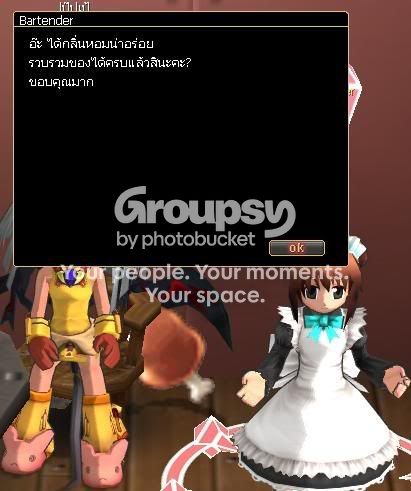 Bartender
อ๊ะ ได้กลิ่นหอมน่าอร่อย
รวบรวมของได้ครบแล้วสินะคะ?
ขอบคุณมาก
Groupsy
by photobucket
ok
Your people. Your moments.
Your space.